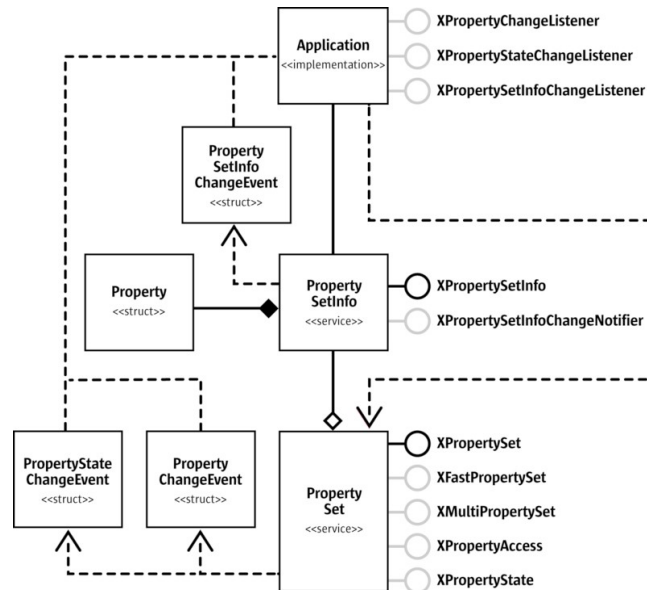 Application
<<implementation>>
XPropertyChangeListener
XPropertyStateChangeListener
XPropertySetInfoChangeListener
Property
SetInfo
ChangeEvent
<<struct>>
Property
<<struct>>
Property
SetInfo
<<service>>
XPropertySetInfo
XPropertySetInfoChangeNotifier
PropertyState
ChangeEvent
<<struct>>
Property
ChangeEvent
<<struct>>
Property
Set
<<service>>
XPropertySet
XFastPropertySet
XMultiPropertySet
XPropertyAccess
XPropertyState